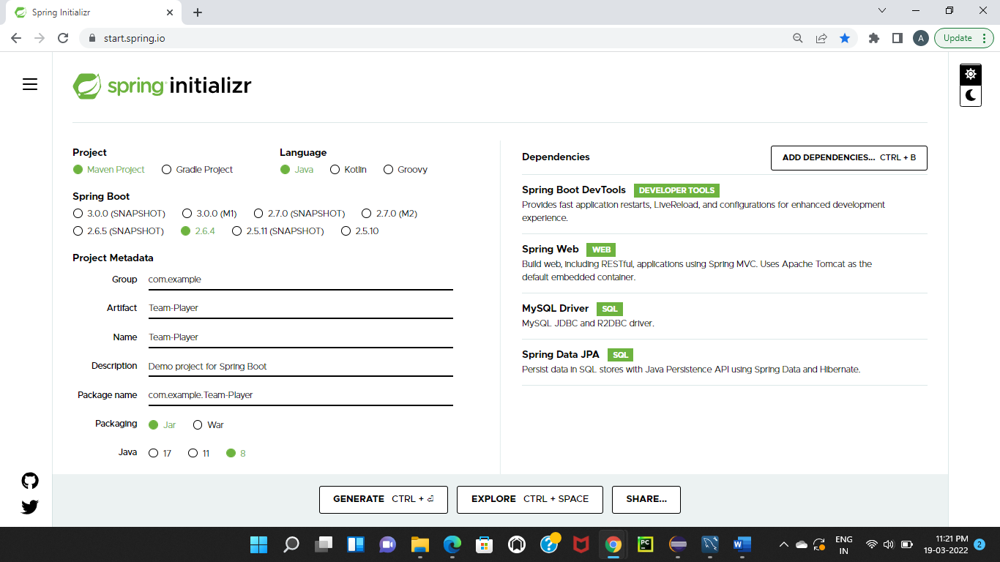 Spring Initializr
start.spring.io
A
Update
spring initializr
Project
Maven Project Gradle Project
Language
Java Kotlin Groovy
Spring Boot
3.0.0 (SNAPSHOT) 3.0.0 (M1) 2.7.0 (SNAPSHOT) 2.7.0 (M2)
2.6.5 (SNAPSHOT) 2.6.4 2.5.11 (SNAPSHOT) 2.5.10
Project Metadata
Group com.example
Artifact Team-Player
Name Team-Player
Description Demo project for Spring Boot
Package name com.example.Team-Player
Packaging Jar War
Java 17 11 8
Dependencies
ADD DEPENDENCIES... CTRL + B
Spring Boot DevTools DEVELOPER TOOLS
Provides fast application restarts, LiveReload, and configurations for enhanced development
experience.
Spring Web WEB
Build web, including RESTful, applications using Spring MVC. Uses Apache Tomcat as the
default embedded container.
MySQL Driver SQL
MySQL JDBC and R2DBC driver.
Spring Data JPA SQL
Persist data in SQL stores with Java Persistence API using Spring Data and Hibernate.
GENERATE CTRL + ⏎
EXPLORE CTRL + SPACE
SHARE...
PC
W
ENG
IN
11:21 PM
19-03-2022
2